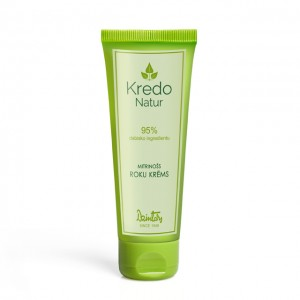 Kredo
Natur
95%
MITRINOŠS
ROKU KRĒMS
Dzintars